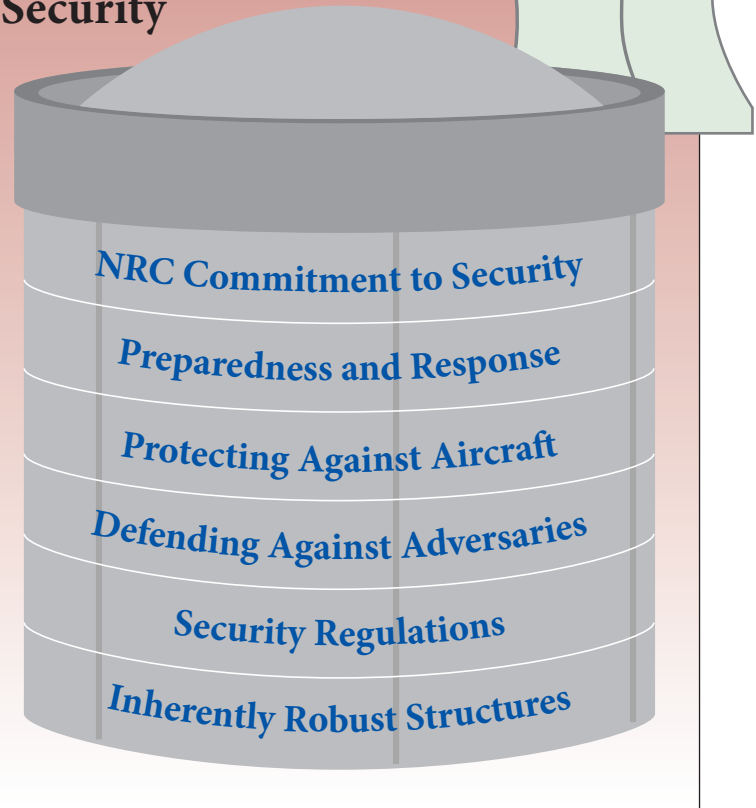 Security
NRC Commitment to Security
Preparedness and Response
Protecting Against Aircraft
Defending Against Adversaries
Security Regulations
Inherently Robust Structures